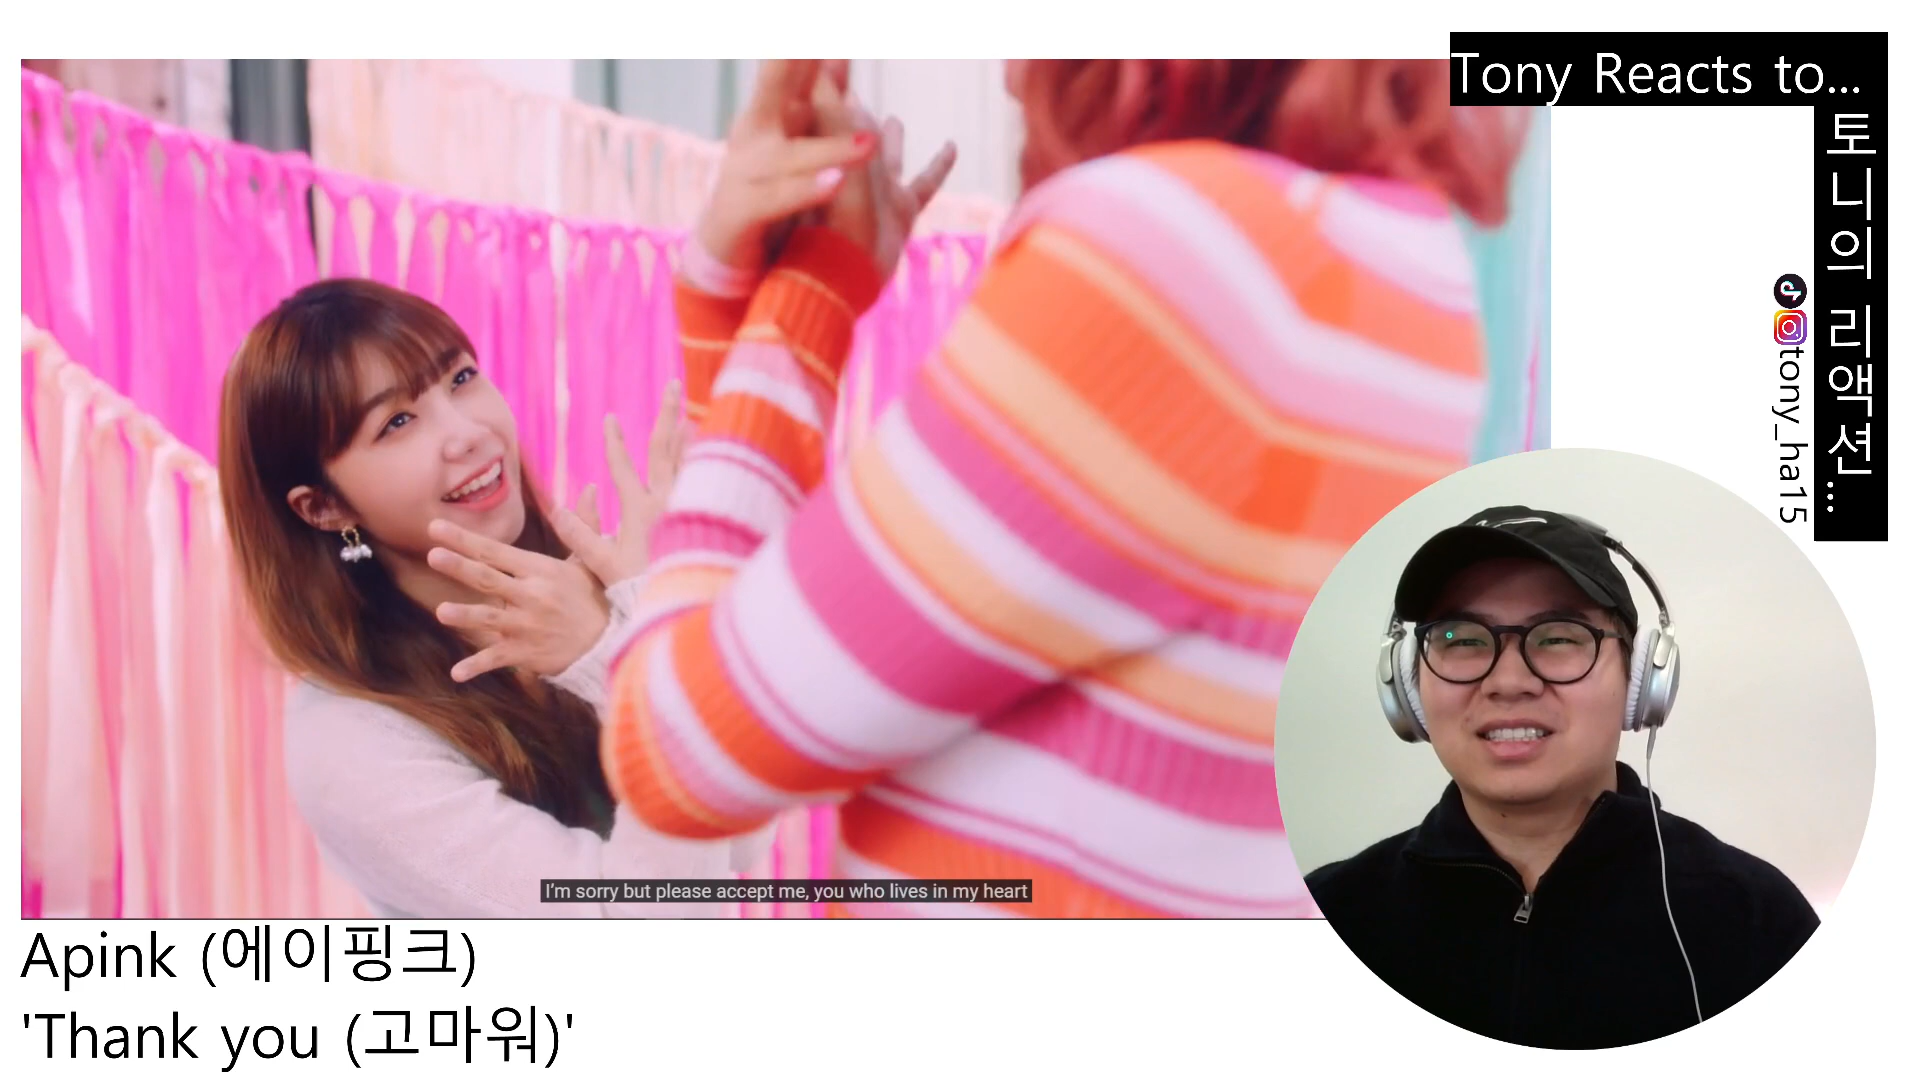 Tony Reacts to...
토니의 리액션...
tony_ha15
I'm sorry but please accept me, you who lives in my heart
Apink (에이핑크)
'Thank you (고마워)'